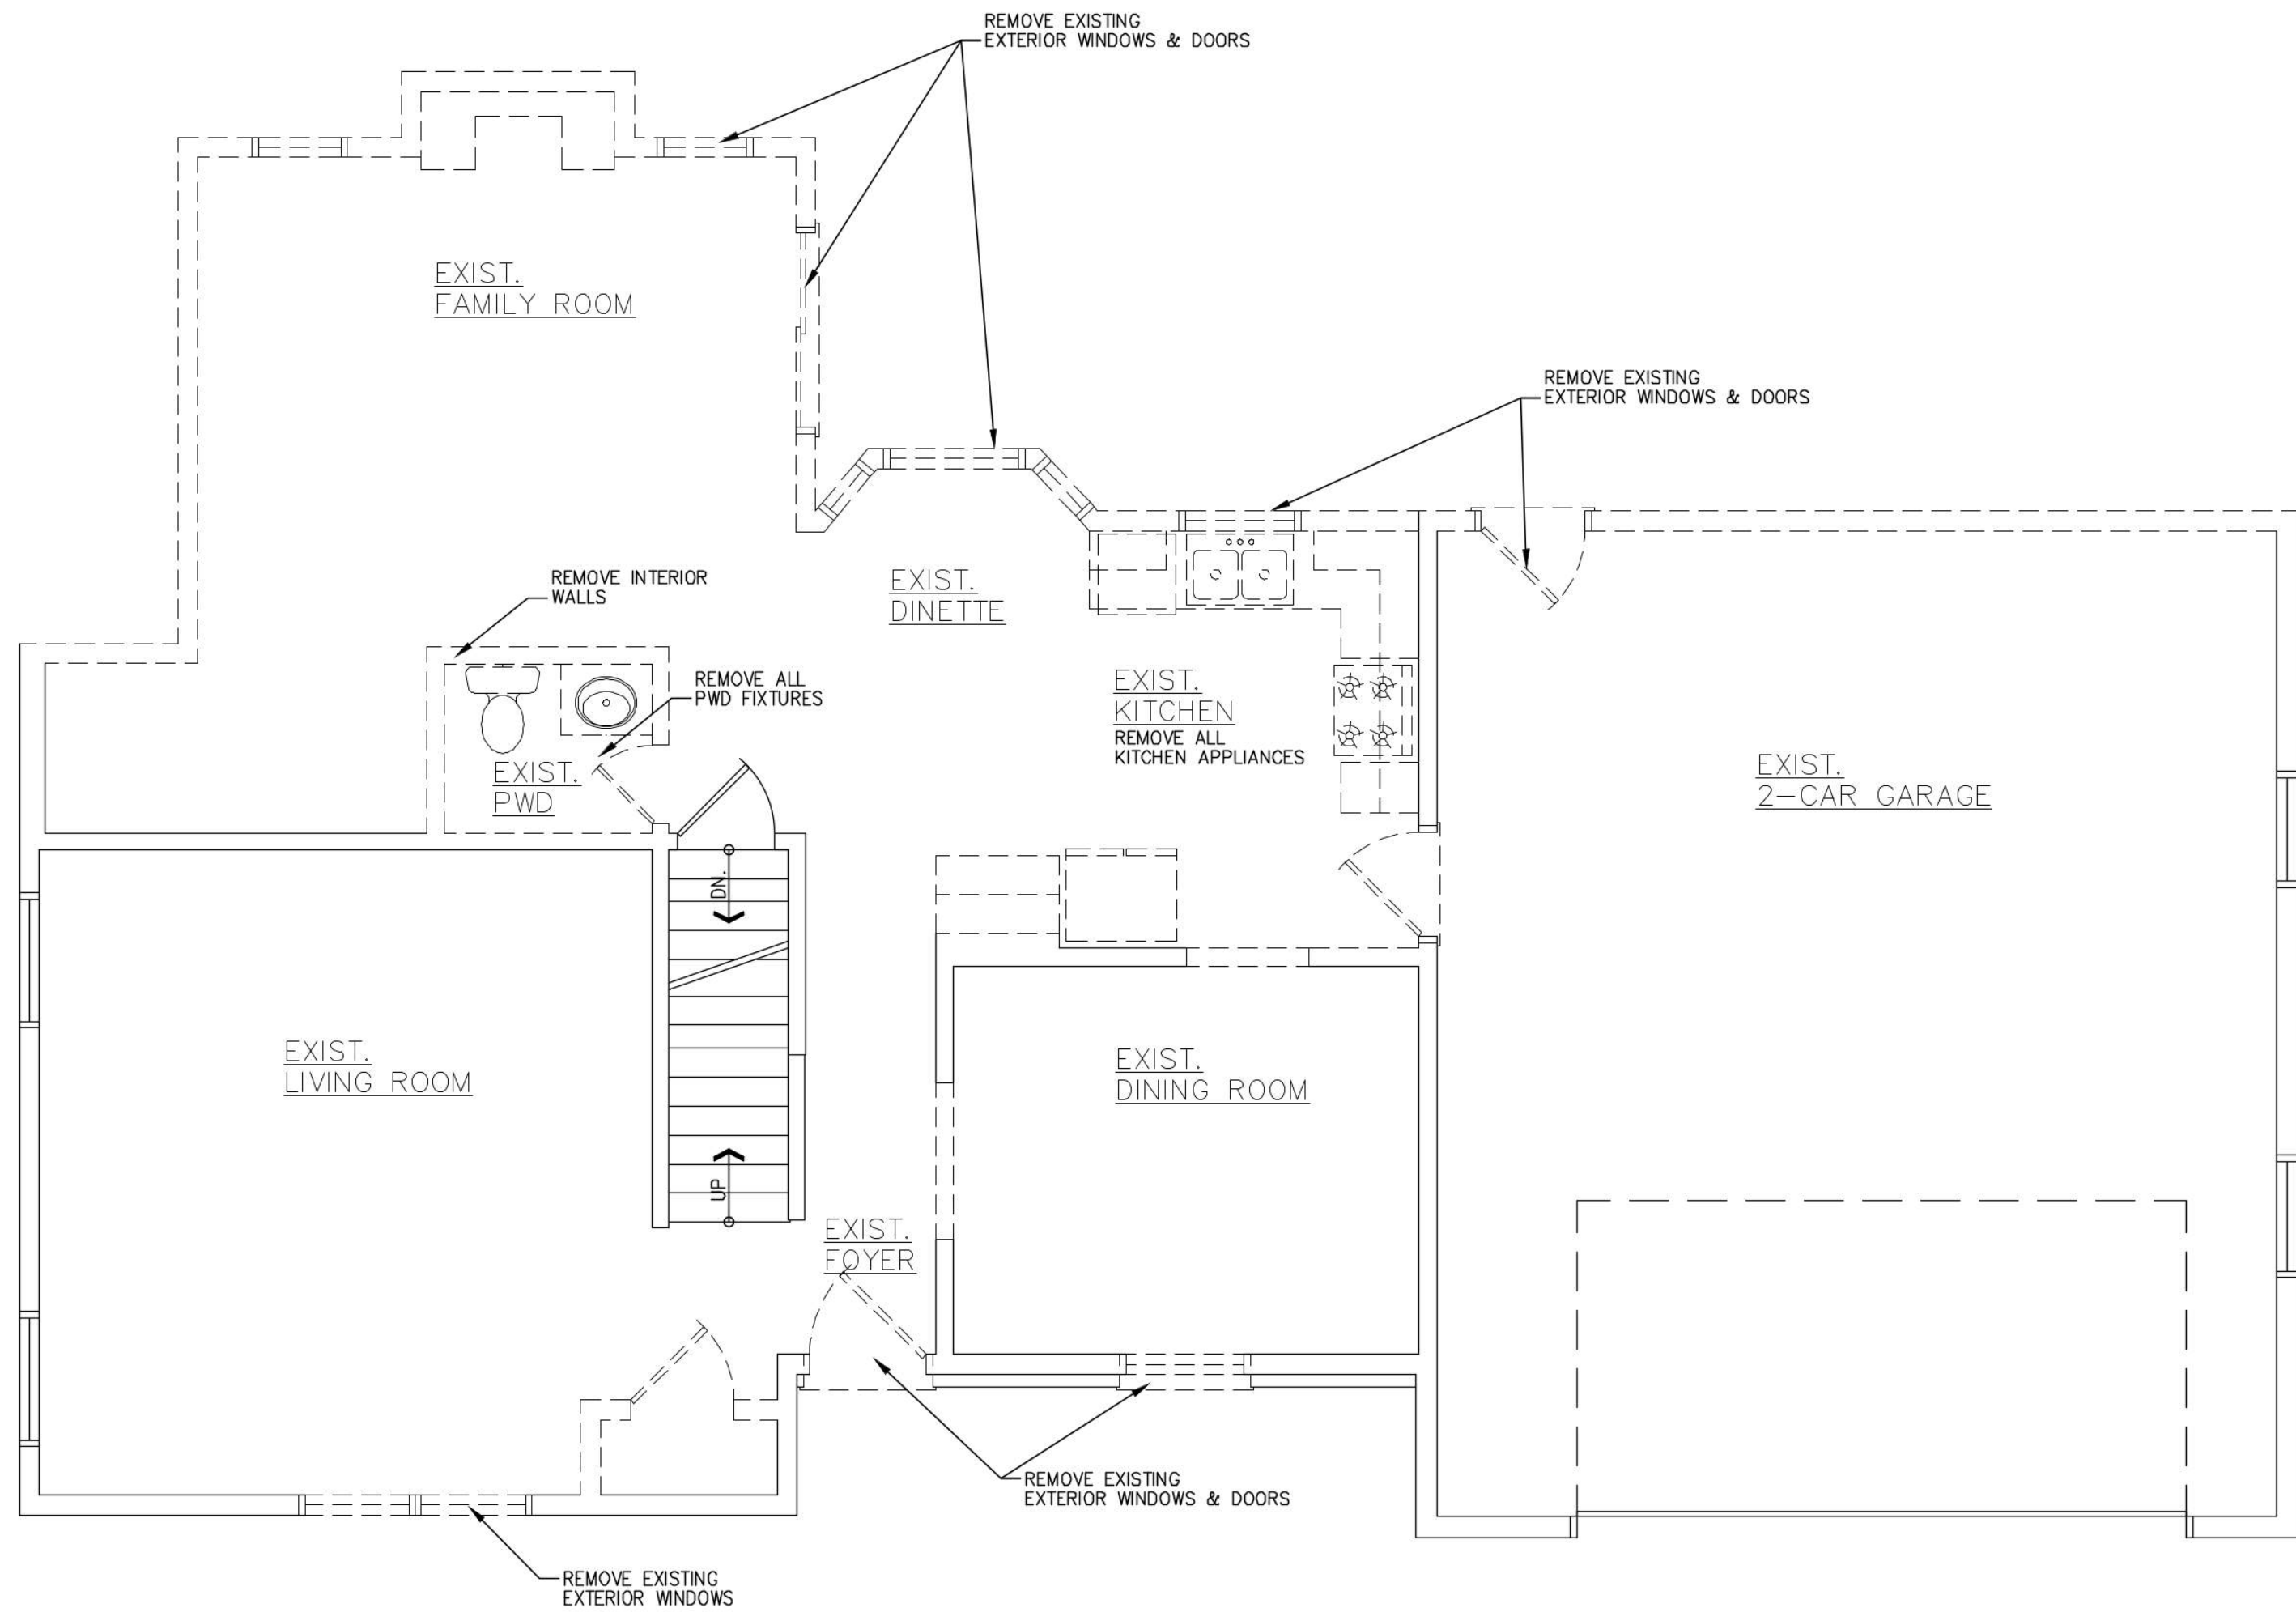 REMOVE EXISTING
EXTERIOR WINDOWS & DOORS
EXIST.
FAMILY ROOM
REMOVE EXISTING
EXTERIOR WINDOWS & DOORS
REMOVE INTERIOR
WALLS
EXIST.
DINETTE
REMOVE ALL
PWD FIXTURES
EXIST.
KITCHEN
REMOVE ALL
KITCHEN APPLIANCES
EXIST.
PWD
EXIST.
2-CAR GARAGE
DN.
EXIST.
LIVING ROOM
EXIST.
DINING ROOM
UP
EXIST.
FOYER
REMOVE EXISTING
EXTERIOR WINDOWS & DOORS
REMOVE EXISTING
EXTERIOR WINDOWS